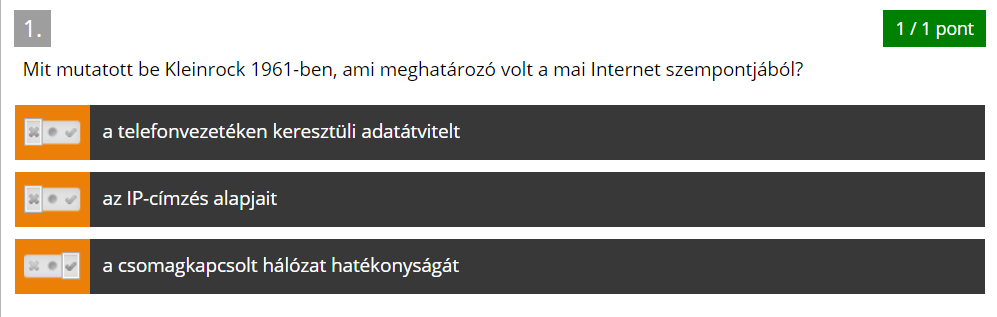 1.
1 / 1 pont
Mit mutatott be Kleinrock 1961-ben, ami meghatározó volt a mai Internet szempontjából?
a telefonvezetéken keresztüli adatátvitelt
az IP-címzés alapjait
a csomagkapcsolt hálózat hatékonyságát